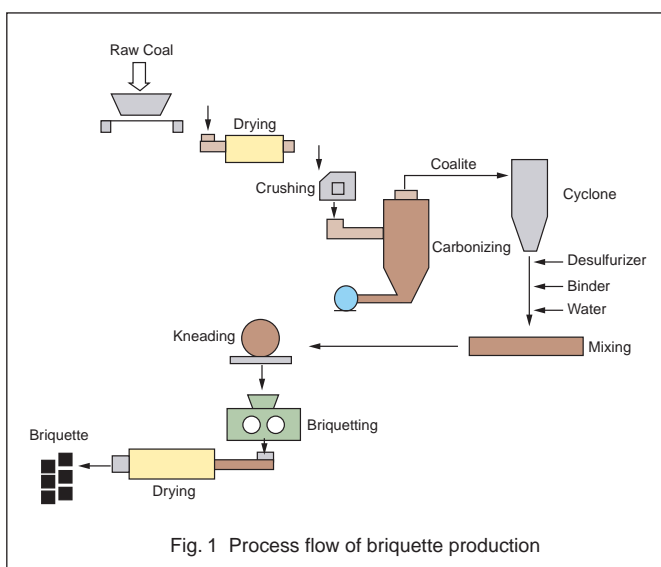 Raw Coal
Drying
Crushing
Coalite
Carbonizing
Cyclone
Desulfurizer
Binder
Water
Mixing
Kneading
Briquetting
Briquette
Drying
Fig. 1 Process flow of briquette production